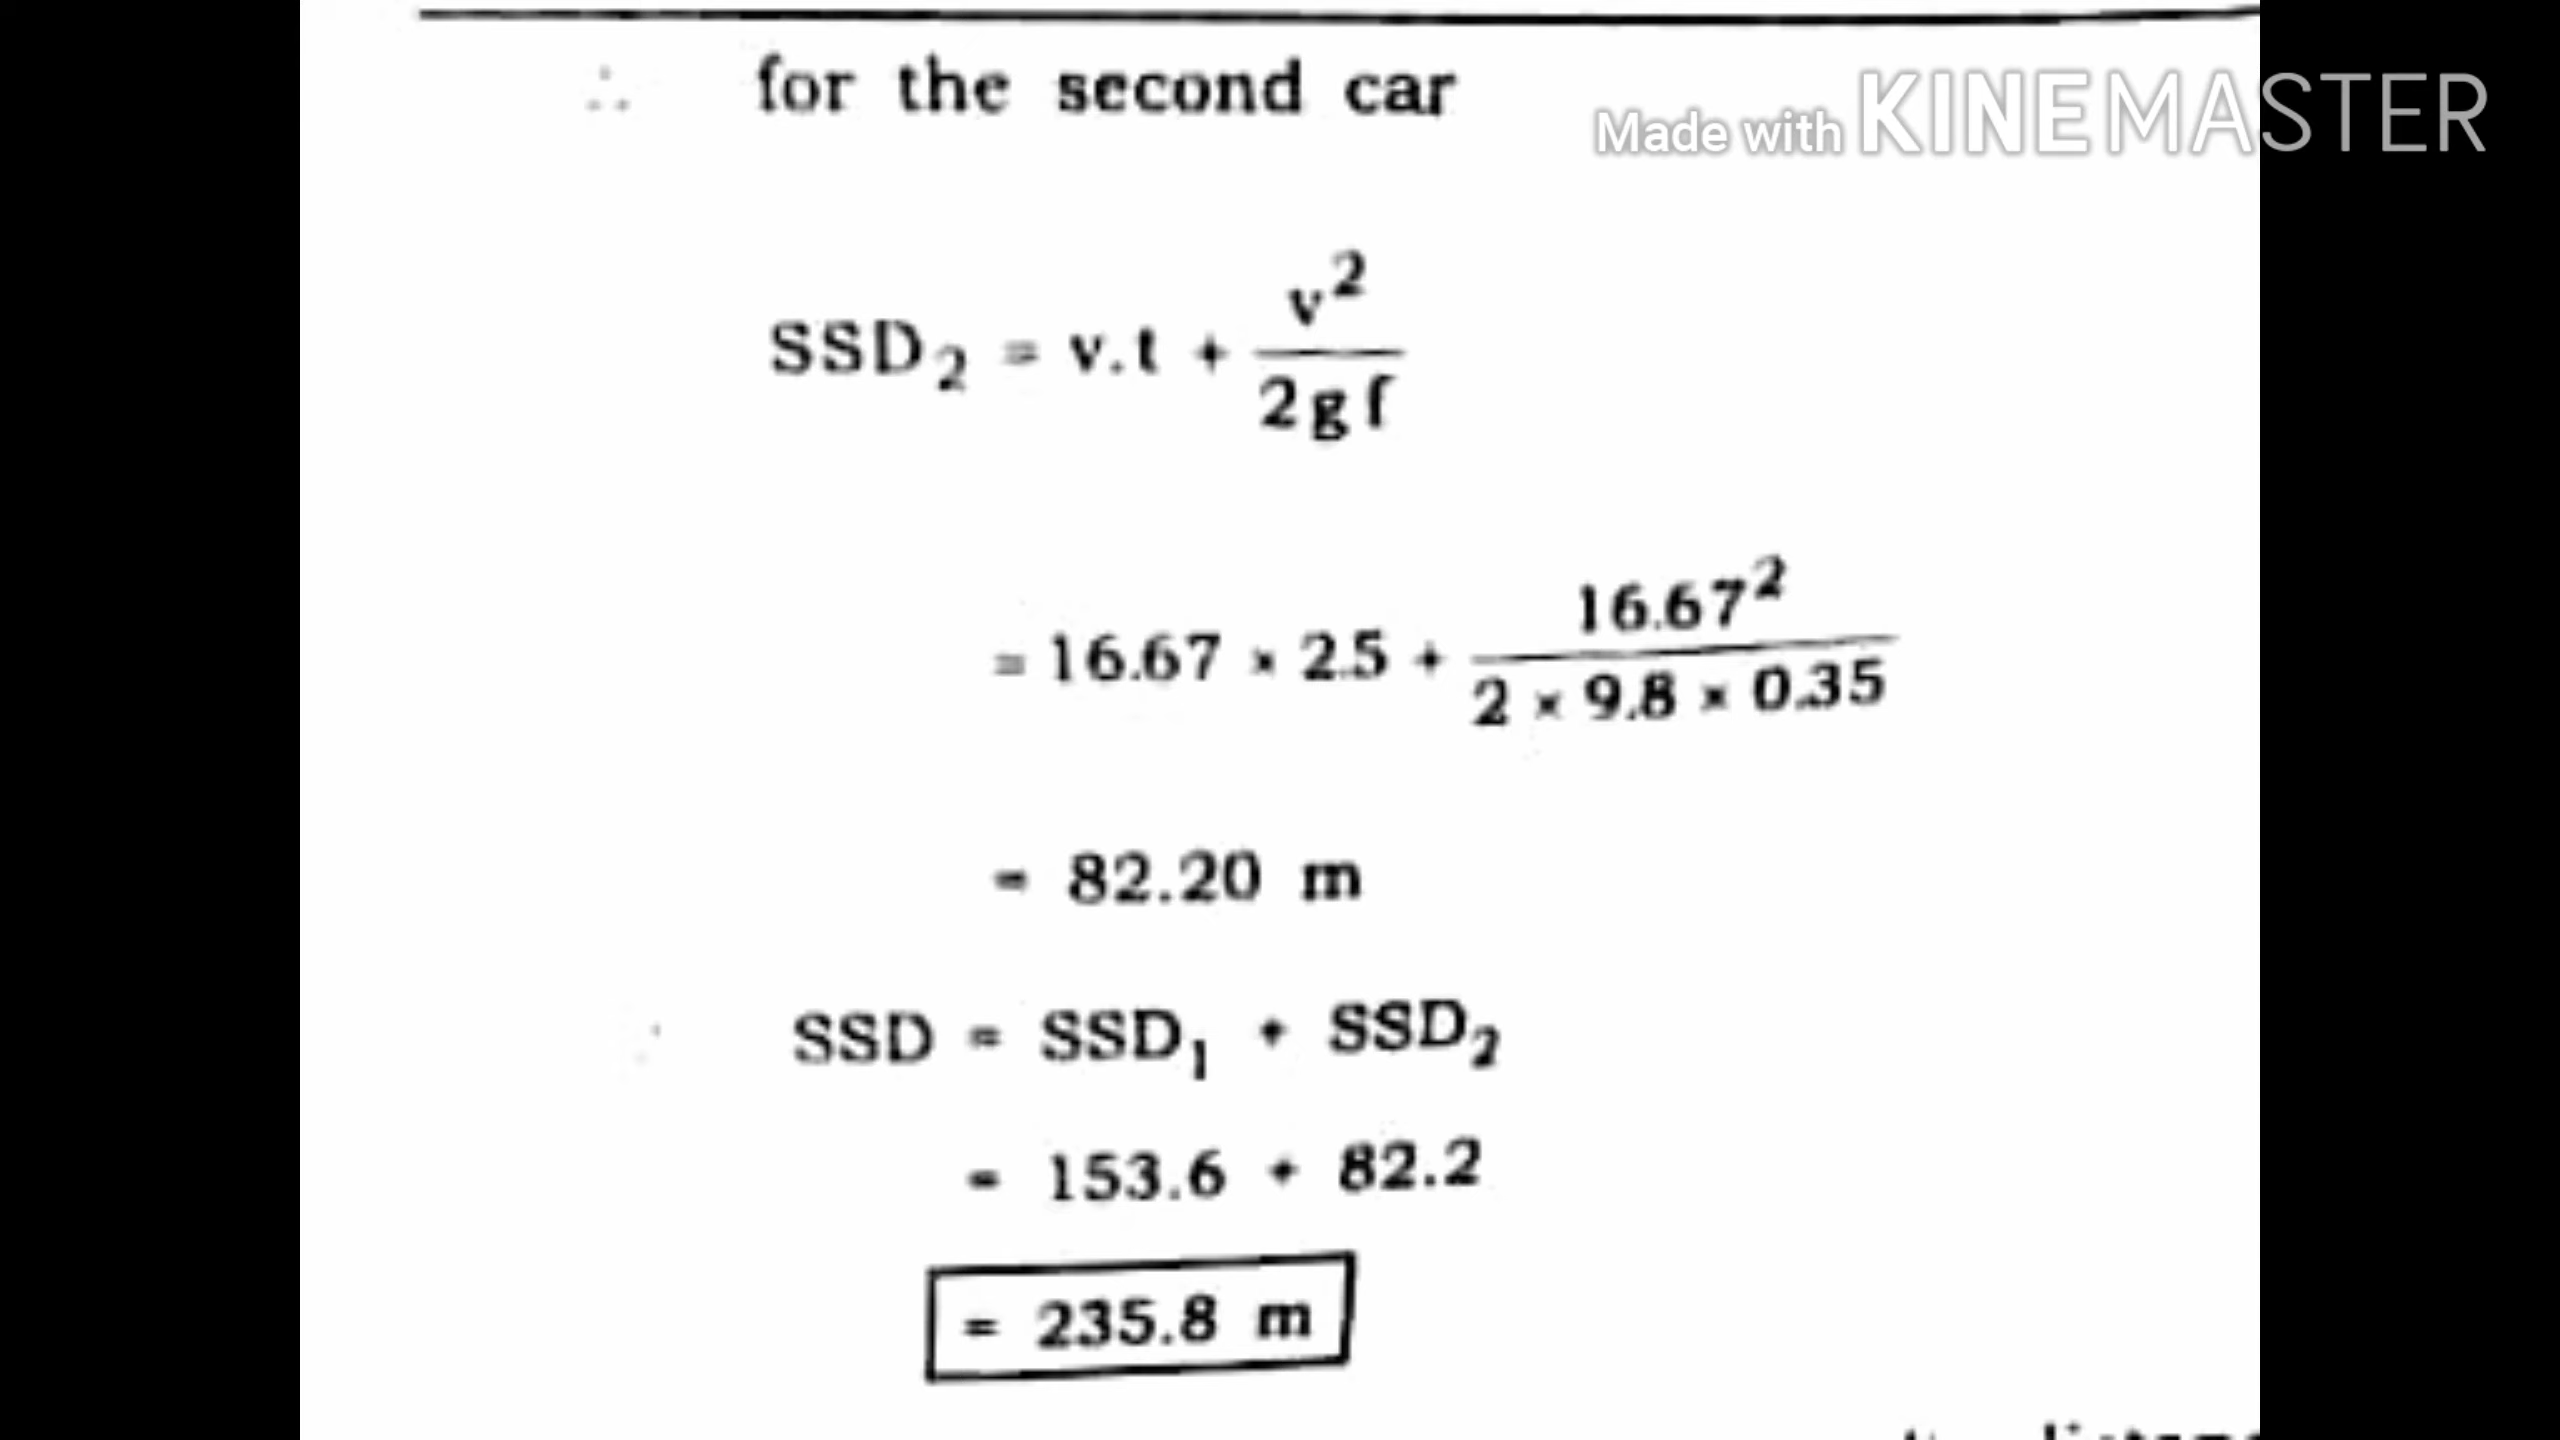 ∴ for the second car
Made with KINEMASTER
SSD₂ = v.t + v² / 2gf
= 16.67 × 2.5 + 16.67² / 2 × 9.8 × 0.35
= 82.20 m
SSD = SSD₁ + SSD₂
= 153.6 + 82.2
= 235.8 m